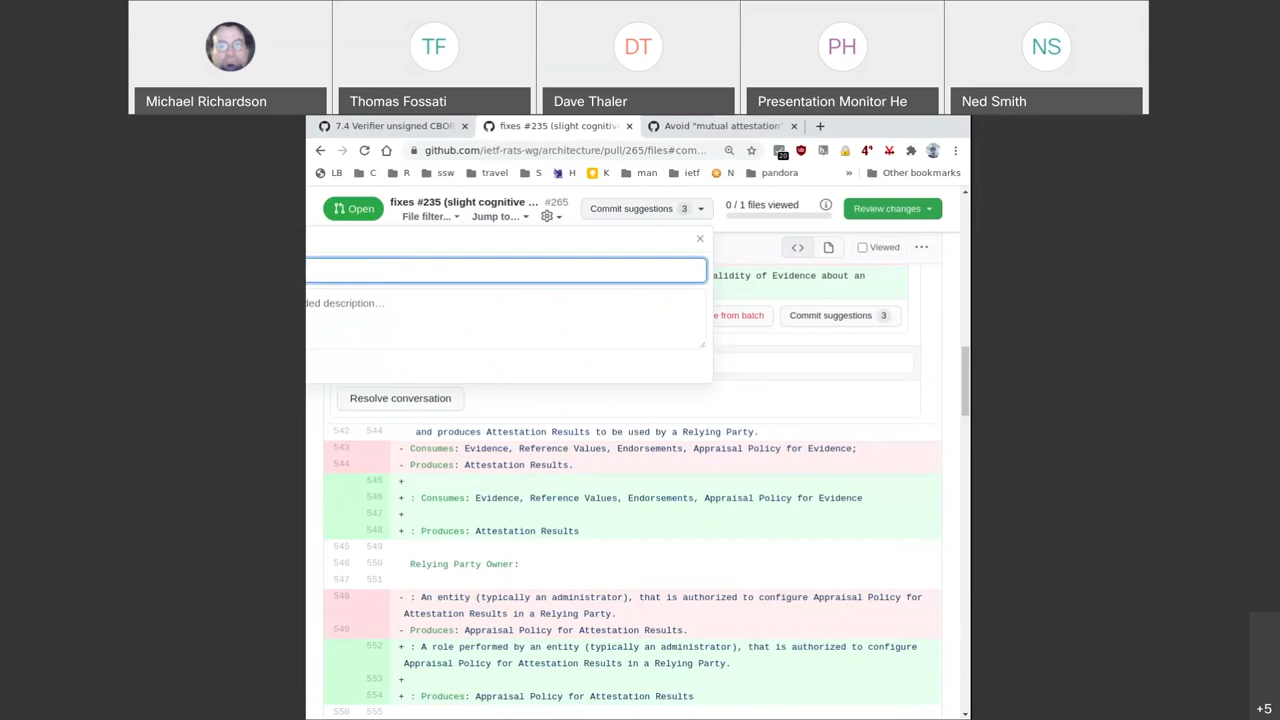 TF
DT
PH
NS
Michael Richardson
Thomas Fossati
Dave Thaler
Presentation Monitor He
Ned Smith
7.4 Verifier unsigned CBOR
fixes #235 (slight cognitiv
Avoid "mutual attestation"
github.com/ietf-rats-wg/architecture/pull/265/files#com...
20
4⁹
LB
C
R
ssw
travel
S
H
K
man
ietf
N
pandora
»
Other bookmarks
Open
fixes #235 (slight cognitive ...
#265
File filter...
Jump to...
Commit suggestions 3
0 / 1 files viewed
Review changes
Viewed
alidity of Evidence about an
ded description...
e from batch
Commit suggestions 3
Resolve conversation
542 544 and produces Attestation Results to be used by a Relying Party.
543 - Consumes: Evidence, Reference Values, Endorsements, Appraisal Policy for Evidence;
544 - Produces: Attestation Results.
545 +
546 + : Consumes: Evidence, Reference Values, Endorsements, Appraisal Policy for Evidence
547 +
548 + : Produces: Attestation Results
545 549
546 550 Relying Party Owner:
547 551
548 - : An entity (typically an administrator), that is authorized to configure Appraisal Policy for
Attestation Results in a Relying Party.
549 - Produces: Appraisal Policy for Attestation Results.
552 + : A role performed by an entity (typically an administrator), that is authorized to configure
Appraisal Policy for Attestation Results in a Relying Party.
553 +
554 + : Produces: Appraisal Policy for Attestation Results
550 555
+5